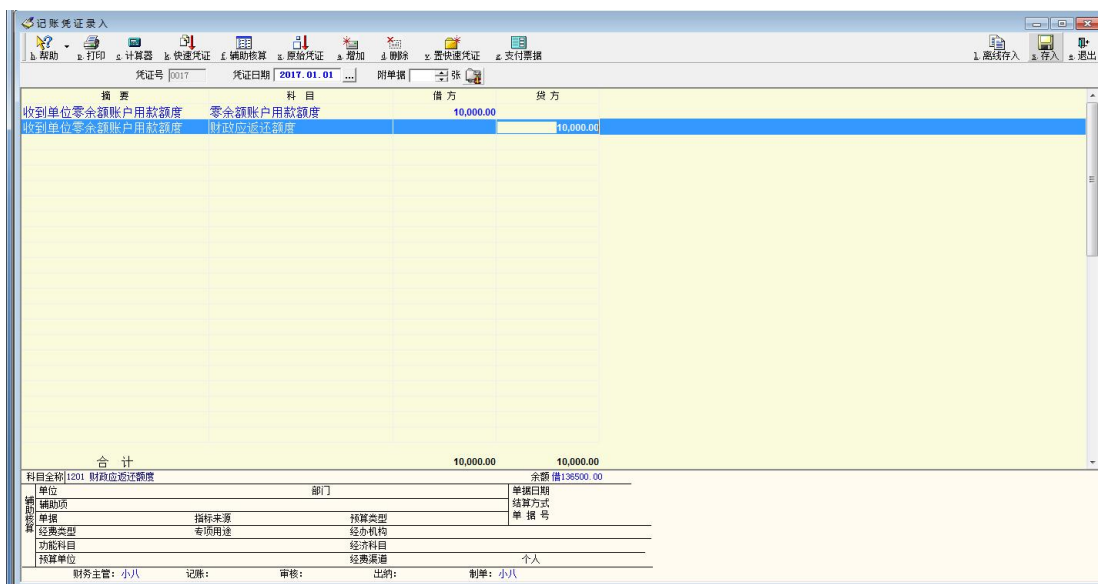 记账凭证录入
h 帮助 p 打印 c 计算器 k 快速凭证 f 辅助核算 x 原始凭证 a 增加 d 删除 y 置快速凭证 z 支付票据 l 离线存入 s 存入 e 退出
凭证号 0017 凭证日期 2017.01.01 ... 附单据 张
摘 要 科 目 借 方 贷 方
收到单位零余额账户用款额度 零余额账户用款额度 10,000.00
收到单位零余额账户用款额度 财政应返还额度 10,000.00
合 计 10,000.00 10,000.00
科目全称 1201 财政应返还额度 余额 借136500.00
辅助核算
单位 部门 单据日期
辅助项 结算方式
单据 指标来源 预算类型 单 据 号
经费类型 专项用途 经办机构
功能科目 经济科目
预算单位 经费渠道 个人
财务主管: 小八 记账: 审核: 出纳: 制单: 小八